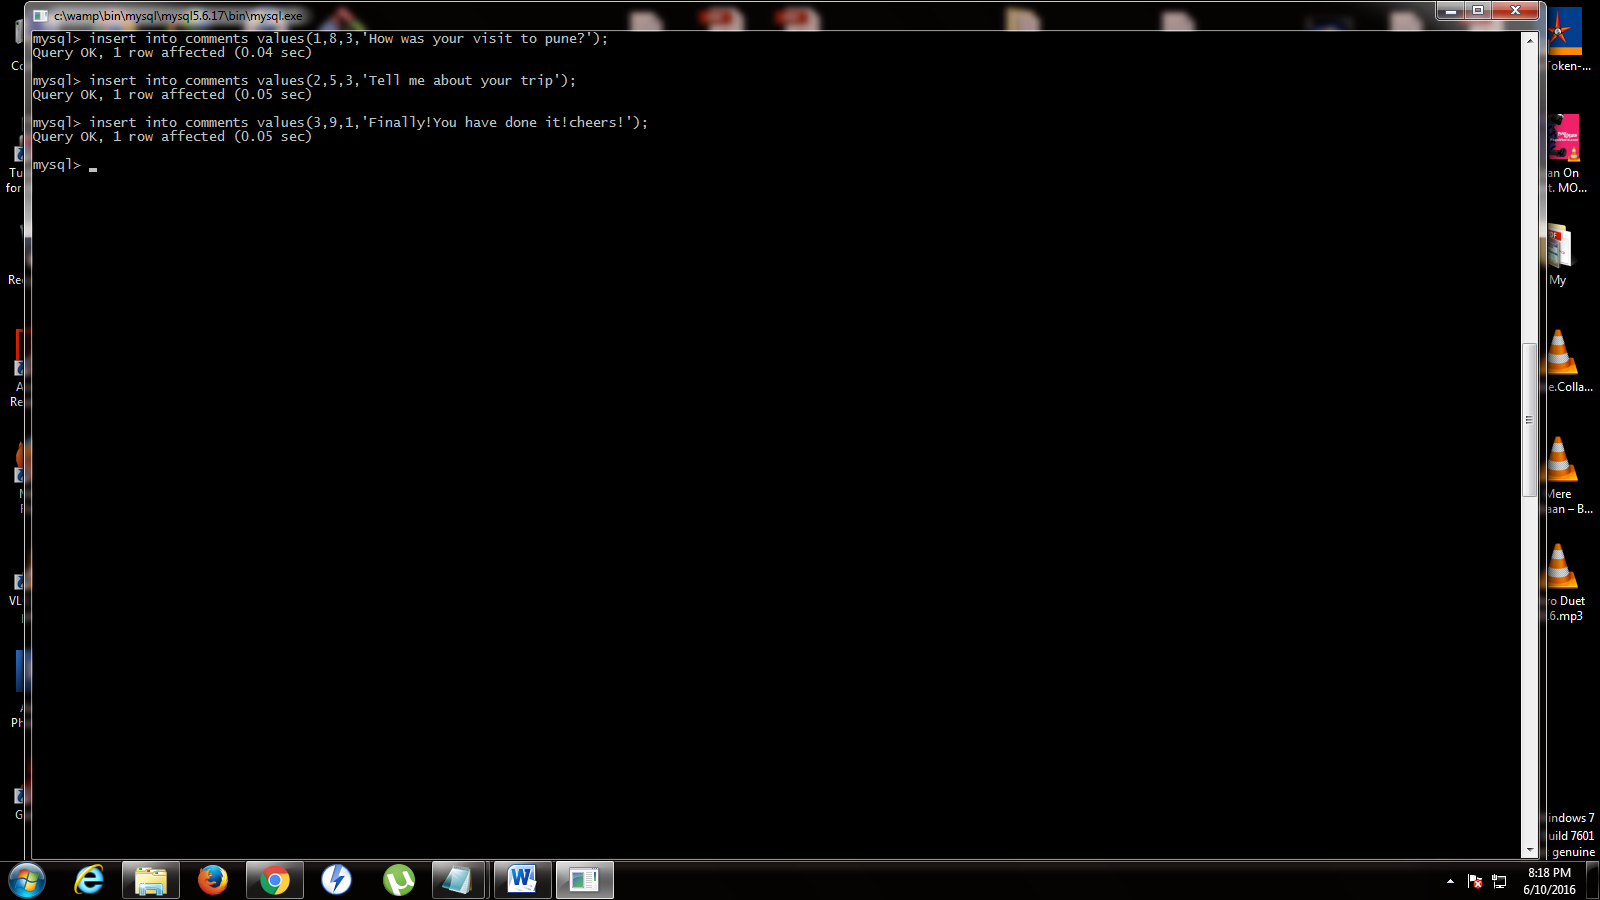 c:\wamp\bin\mysql\mysql5.6.17\bin\mysql.exe
mysql> insert into comments values(1,8,3,'How was your visit to pune?');
Query OK, 1 row affected (0.04 sec)
mysql> insert into comments values(2,5,3,'Tell me about your trip');
Query OK, 1 row affected (0.05 sec)
mysql> insert into comments values(3,9,1,'Finally!You have done it!cheers!');
Query OK, 1 row affected (0.05 sec)
mysql>
Co
Tu
for
Rec
A
Re
VL
Ph
G
Token-...
an On
t. MO...
My
e.Colla...
Mere
aan – B...
ro Duet
6.mp3
indows 7
uild 7601
genuine
8:18 PM
6/10/2016